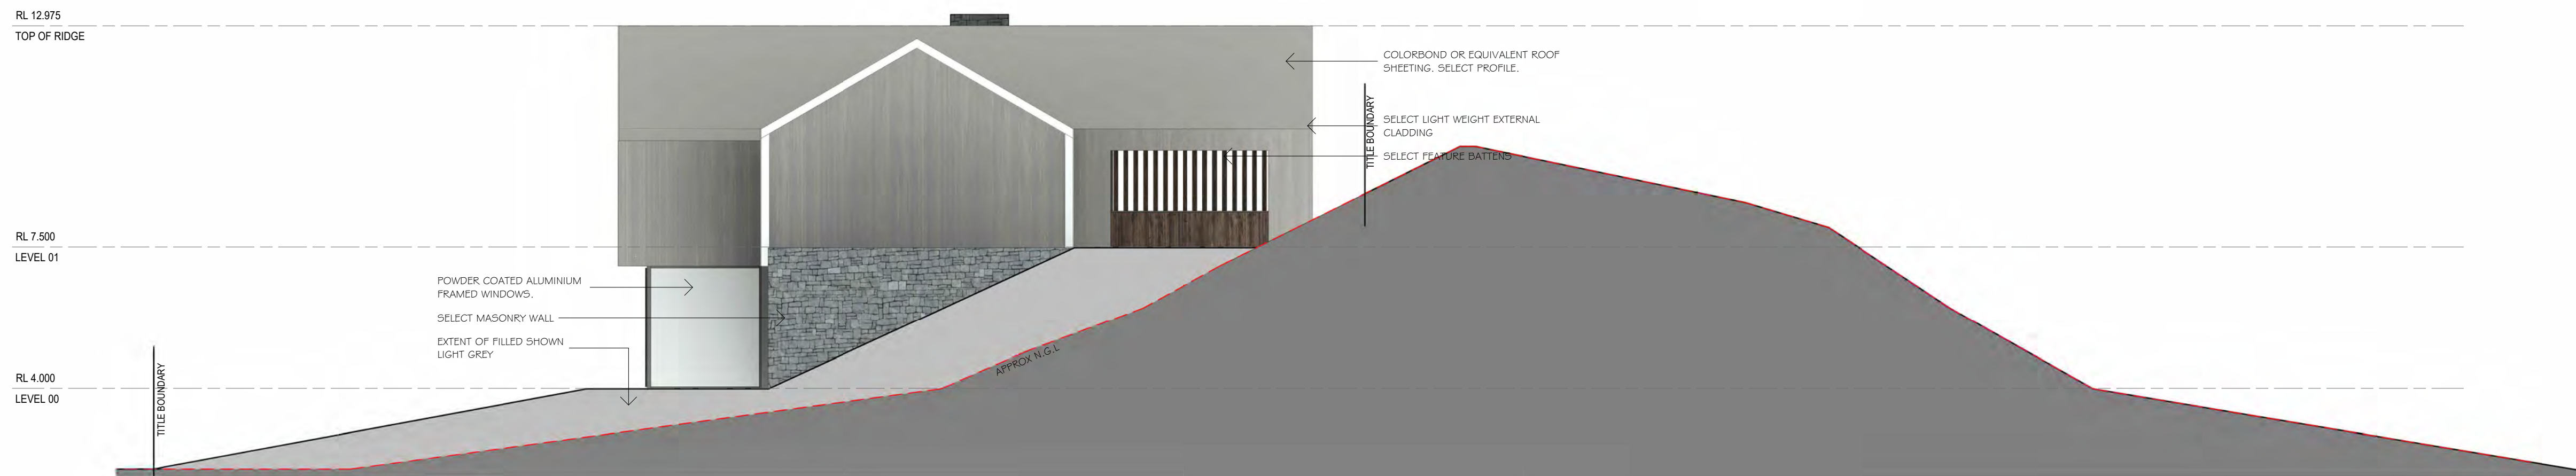 RL 12.975
TOP OF RIDGE
COLORBOND OR EQUIVALENT ROOF
SHEETING. SELECT PROFILE.
TITLE BOUNDARY
SELECT LIGHT WEIGHT EXTERNAL
CLADDING
SELECT FEATURE BATTENS
RL 7.500
LEVEL 01
POWDER COATED ALUMINIUM
FRAMED WINDOWS.
SELECT MASONRY WALL
EXTENT OF FILLED SHOWN
LIGHT GREY
APPROX N.G.L
RL 4.000
LEVEL 00
TITLE BOUNDARY